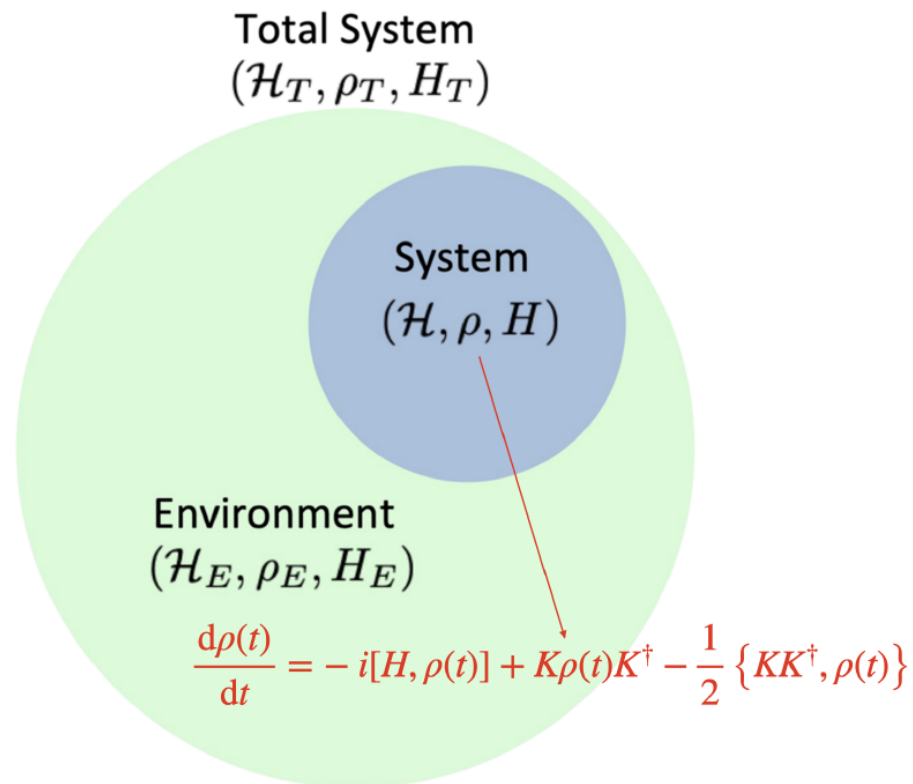 Total System
(ℋ_T, ρ_T, H_T)
System
(ℋ, ρ, H)
Environment
(ℋ_E, ρ_E, H_E)
dρ(t)/dt = − i[H, ρ(t)] + Kρ(t)K† − 1/2 {KK†, ρ(t)}